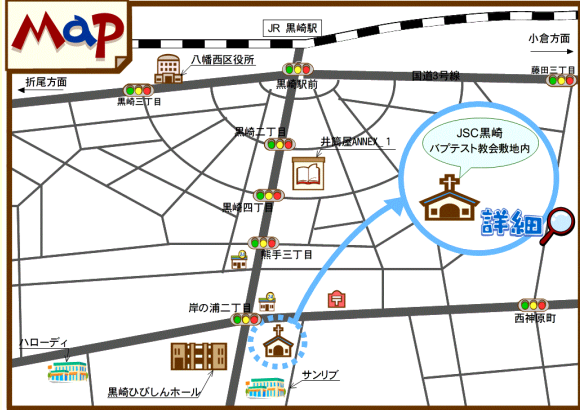 Map
JR 黒崎駅
小倉方面
八幡西区役所
藤田三丁目
国道3号線
折尾方面
黒崎駅前
黒崎三丁目
黒崎二丁目
井筒屋ANNEX_1
JSC黒崎
バプテスト教会敷地内
黒崎四丁目
詳細
熊手三丁目
岸の浦二丁目
西神原町
ハローディ
サンリブ
黒崎ひびしんホール